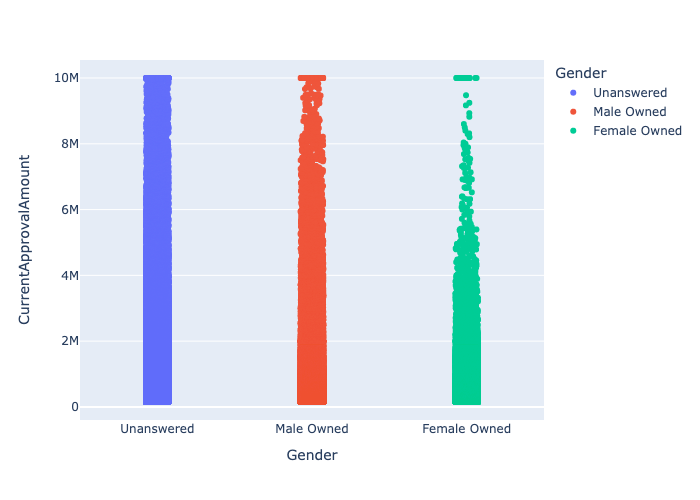 Gender
Unanswered
Male Owned
Female Owned
10M
8M
6M
4M
2M
0
CurrentApprovalAmount
Unanswered Male Owned Female Owned
Gender